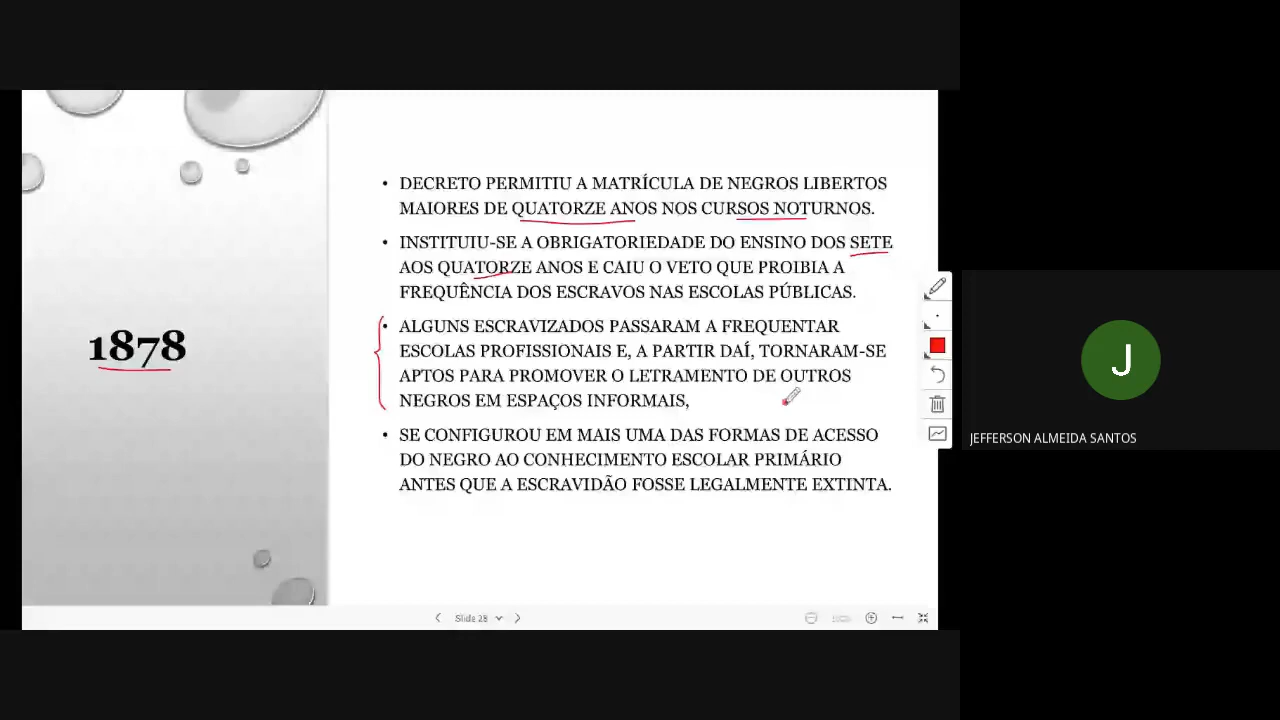 1878
• DECRETO PERMITIU A MATRÍCULA DE NEGROS LIBERTOS
MAIORES DE QUATORZE ANOS NOS CURSOS NOTURNOS.
• INSTITUIU-SE A OBRIGATORIEDADE DO ENSINO DOS SETE
AOS QUATORZE ANOS E CAIU O VETO QUE PROIBIA A
FREQUÊNCIA DOS ESCRAVOS NAS ESCOLAS PÚBLICAS.
• ALGUNS ESCRAVIZADOS PASSARAM A FREQUENTAR
ESCOLAS PROFISSIONAIS E, A PARTIR DAÍ, TORNARAM-SE
APTOS PARA PROMOVER O LETRAMENTO DE OUTROS
NEGROS EM ESPAÇOS INFORMAIS,
• SE CONFIGUROU EM MAIS UMA DAS FORMAS DE ACESSO
DO NEGRO AO CONHECIMENTO ESCOLAR PRIMÁRIO
ANTES QUE A ESCRAVIDÃO FOSSE LEGALMENTE EXTINTA.
Slide 28
J
JEFFERSON ALMEIDA SANTOS